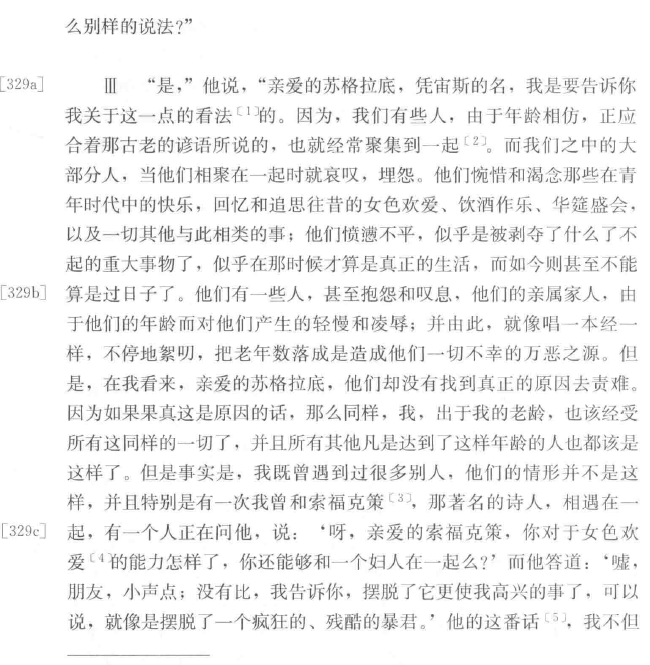 么别样的说法?”
[329a] Ⅲ “是,”他说,“亲爱的苏格拉底,凭宙斯的名,我是要告诉你
我关于这一点的看法〔1〕的。因为,我们有些人,由于年龄相仿,正应
合着那古老的谚语所说的,也就经常聚集到一起〔2〕。而我们之中的大
部分人,当他们相聚在一起时就哀叹,埋怨。他们惋惜和渴念那些在青
年时代中的快乐,回忆和追思往昔的女色欢爱、饮酒作乐、华筵盛会,
以及一切其他与此相类的事;他们愤懑不平,似乎是被剥夺了什么了不
起的重大事物了,似乎在那时候才算是真正的生活,而如今则甚至不能
[329b] 算是过日子了。他们有一些人,甚至抱怨和叹息,他们的亲属家人,由
于他们的年龄而对他们产生的轻慢和凌辱;并由此,就像唱一本经一
样,不停地絮叨,把老年数落成是造成他们一切不幸的万恶之源。但
是,在我看来,亲爱的苏格拉底,他们却没有找到真正的原因去责难。
因为如果果真这是原因的话,那么同样,我,出于我的老龄,也该经受
所有这同样的一切了,并且所有其他凡是达到了这样年龄的人也都该是
这样了。但是事实是,我既曾遇到过很多别人,他们的情形并不是这
样,并且特别是有一次我曾和索福克策〔3〕,那著名的诗人,相遇在一
[329c] 起,有一个人正在问他,说:‘呀,亲爱的索福克策,你对于女色欢
爱〔4〕的能力怎样了,你还能够和一个妇人在一起么?’而他答道:‘嘘,
朋友,小声点;没有比,我告诉你,摆脱了它更使我高兴的事了,可以
说,就像是摆脱了一个疯狂的、残酷的暴君。’他的这番话〔5〕,我不但